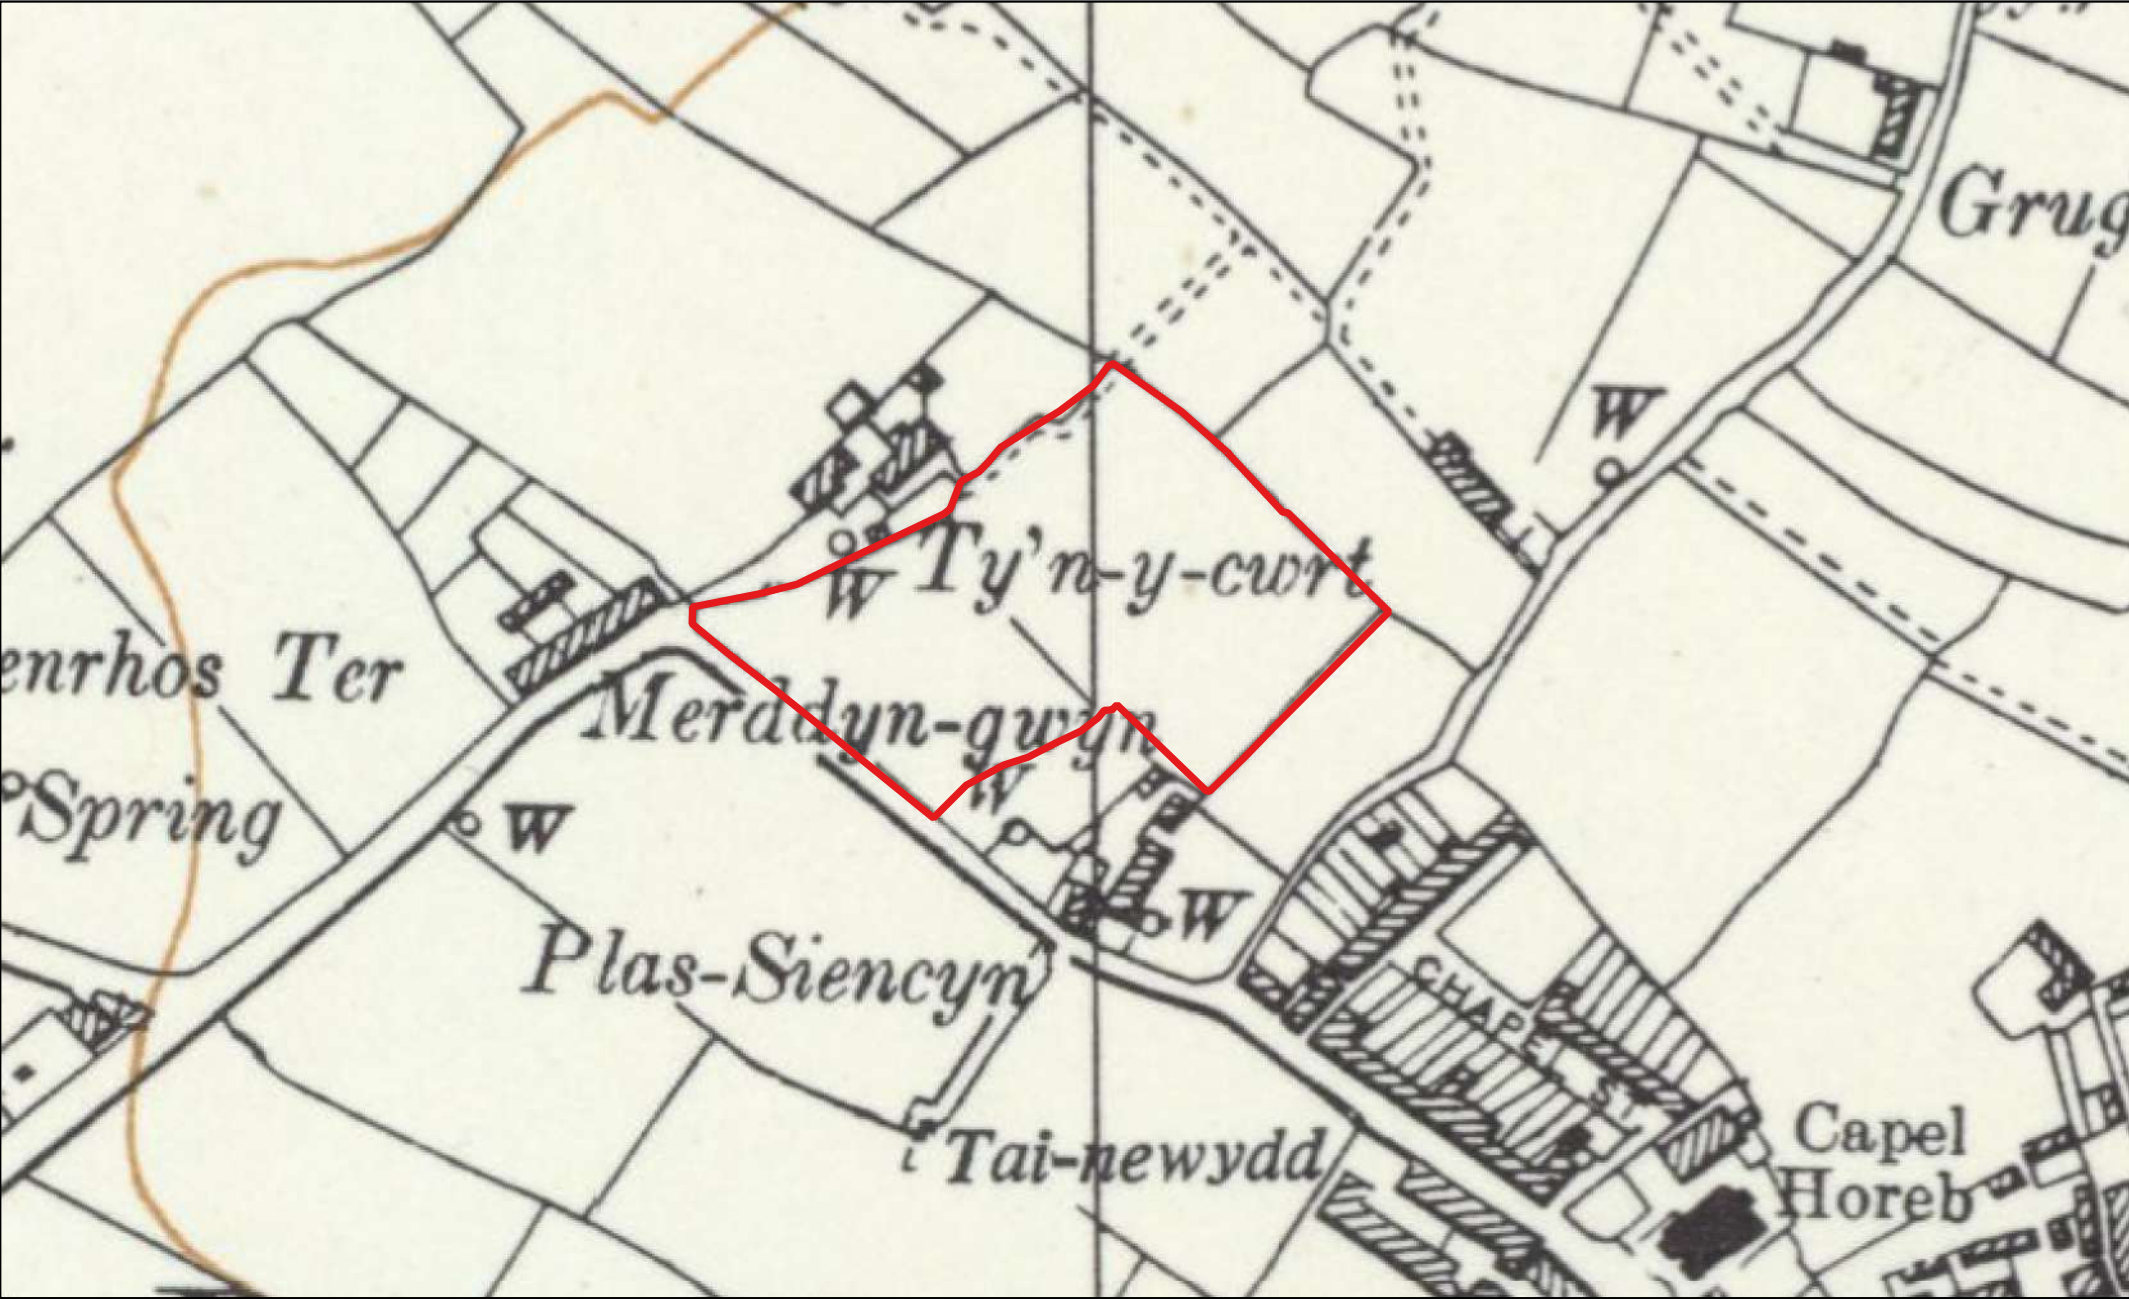 Grug
W
Ty'n-y-cwrt
W
enrhos Ter
Merddyn-gwyn
W
Spring
W
W
Plas-Siencyn
CHAPEL ST
Tai-newydd
Capel
Horeb